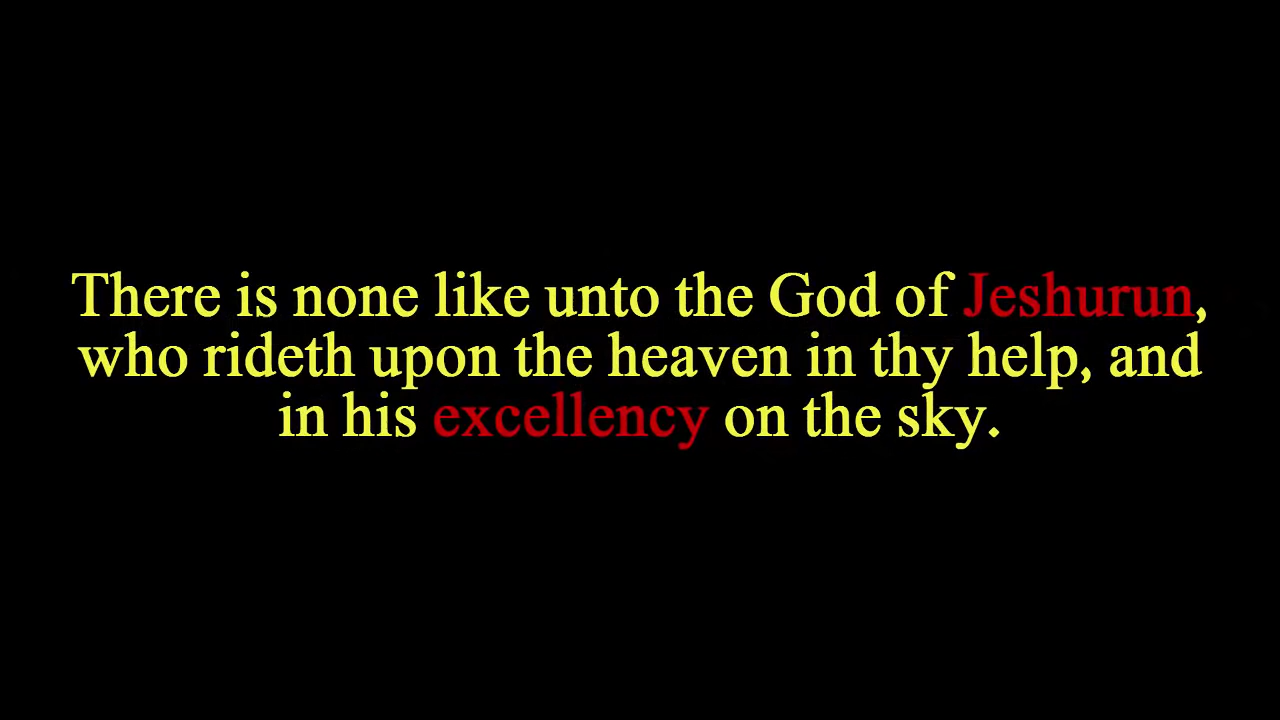 There is none like unto the God of Jeshurun,
who rideth upon the heaven in thy help, and
in his excellency on the sky.